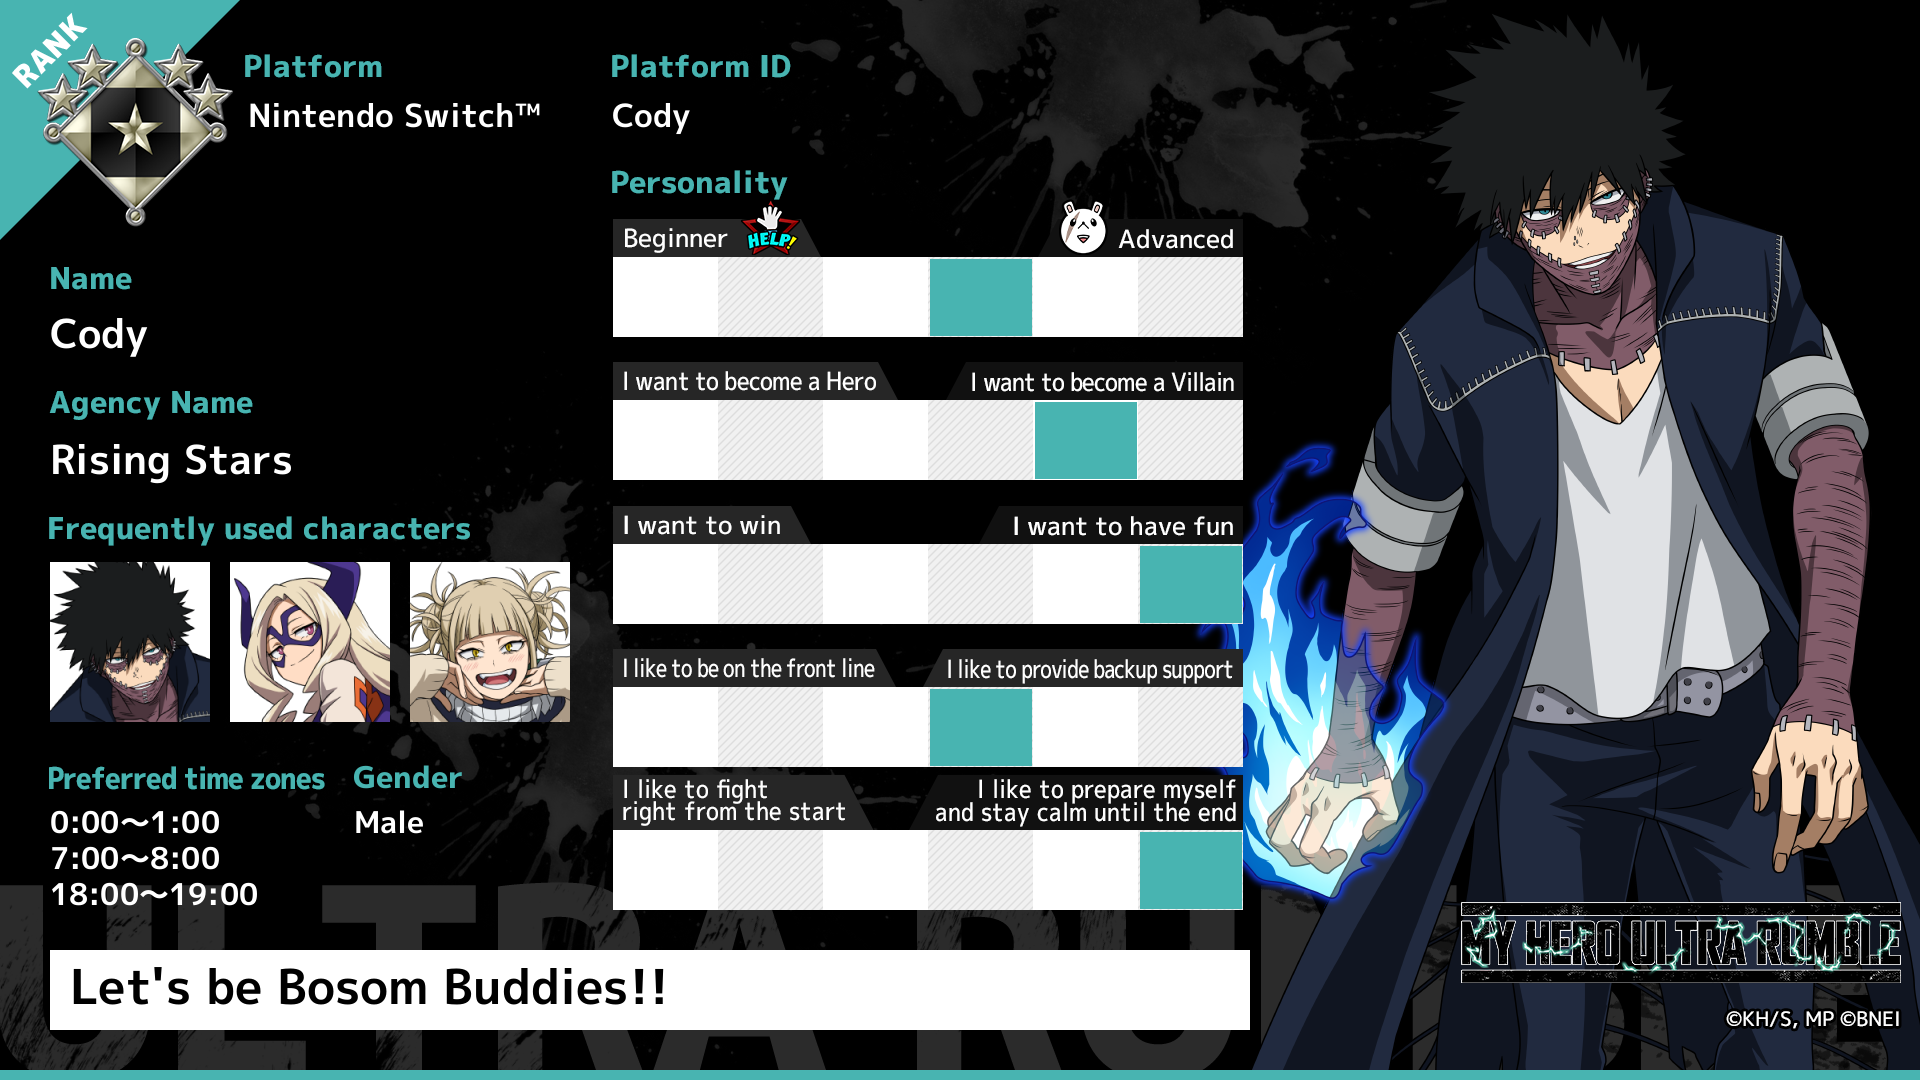 RANK
Platform
Nintendo Switch™
Platform ID
Cody
Name
Cody
Agency Name
Rising Stars
Frequently used characters
Preferred time zones
0:00～1:00
7:00～8:00
18:00～19:00
Gender
Male
Personality
Beginner
HELP!
Advanced
I want to become a Hero
I want to become a Villain
I want to win
I want to have fun
I like to be on the front line
I like to provide backup support
I like to fight
right from the start
I like to prepare myself
and stay calm until the end
Let's be Bosom Buddies!!
MY HERO ULTRA RUMBLE
©KH/S, MP ©BNEI